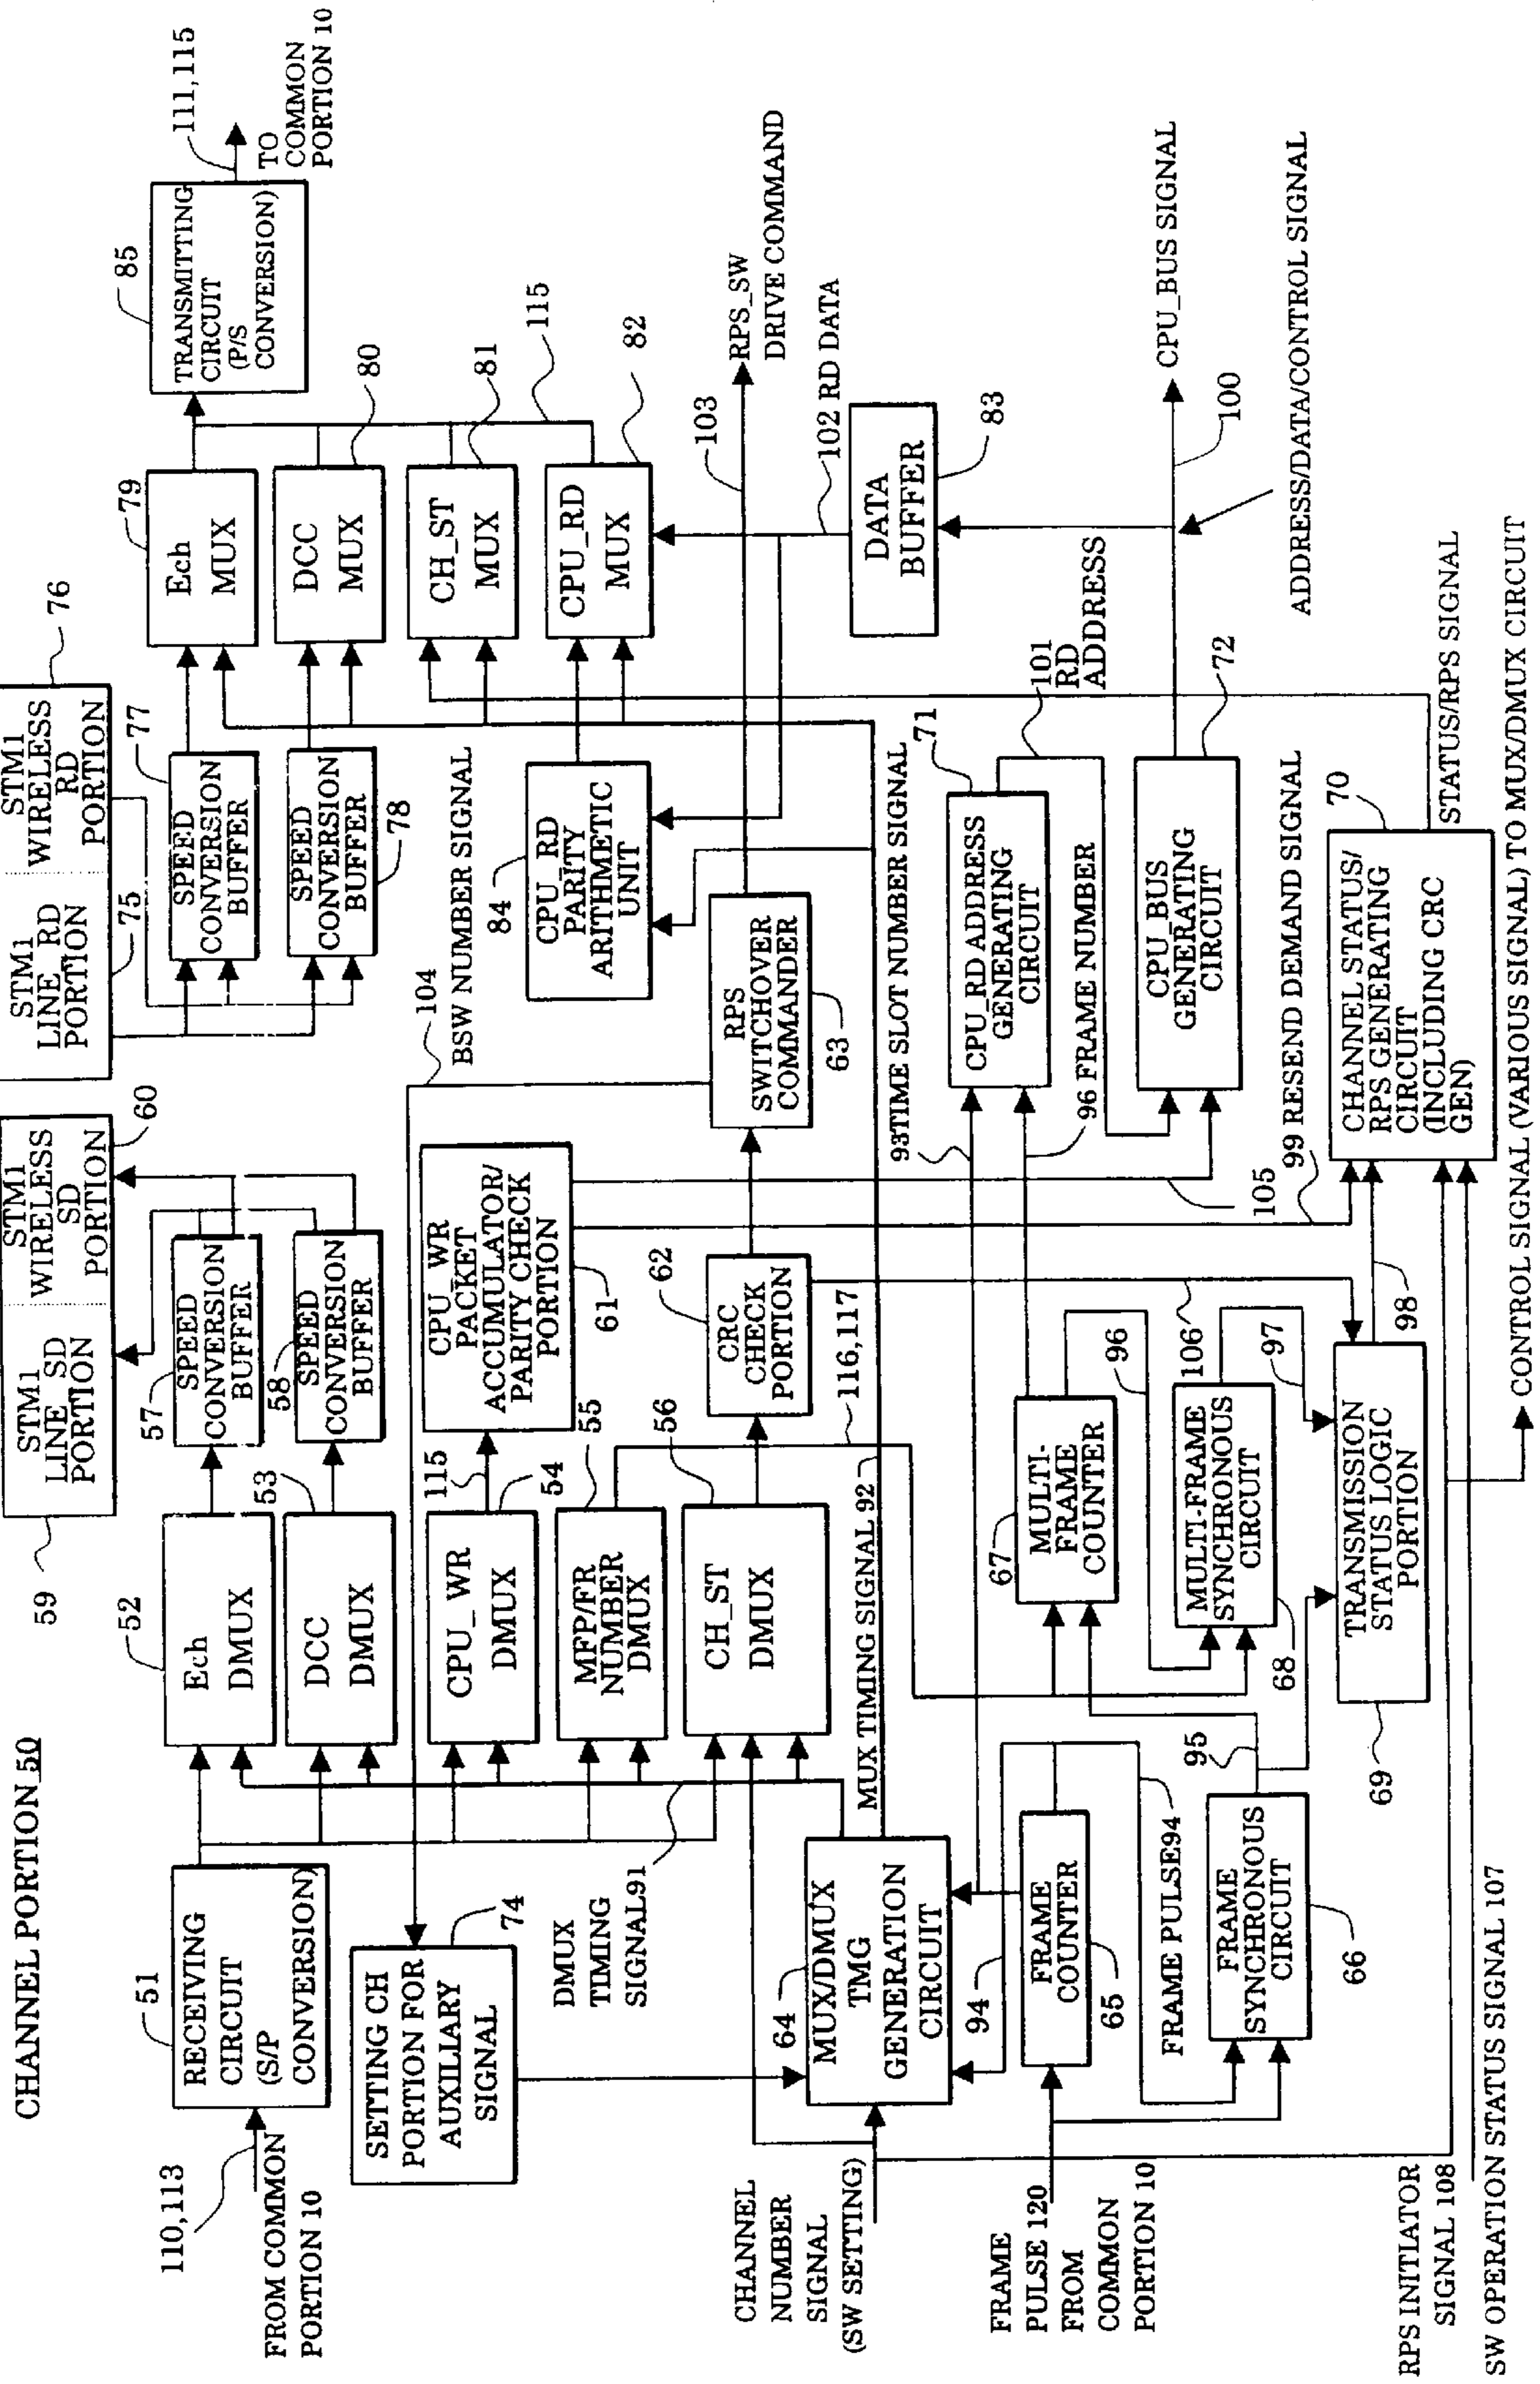 CHANNEL PORTION 50
110,113
FROM COMMON
PORTION 10
51
RECEIVING
CIRCUIT
(S/P
CONVERSION)
74
SETTING CH
PORTION FOR
AUXILIARY
SIGNAL
DMUX
TIMING
SIGNAL91
52
Ech
DMUX
53
DCC
DMUX
CPU_WR
DMUX
54
115
MFP/FR
NUMBER
DMUX
55
CH_ST
DMUX
56
59
STM1
LINE SD
PORTION
STM1
WIRELESS
SD
PORTION
60
57
SPEED
CONVERSION
BUFFER
58
SPEED
CONVERSION
BUFFER
CPU_WR
PACKET
ACCUMULATOR/
PARITY CHECK
PORTION
61
62
CRC
CHECK
PORTION
116,117
104
BSW NUMBER SIGNAL
RPS
SWITCHOVER
COMMANDER
63
STM1
LINE_RD
PORTION
75
STM1
WIRELESS
RD
PORTION
76
77
SPEED
CONVERSION
BUFFER
SPEED
CONVERSION
BUFFER
78
84
CPU_RD
PARITY
ARITHMETIC
UNIT
79
Ech
MUX
DCC
MUX
80
CH_ST
MUX
81
CPU_RD
MUX
82
115
85
TRANSMITTING
CIRCUIT
(P/S
CONVERSION)
111,115
TO
COMMON
PORTION 10
103
RPS_SW
DRIVE COMMAND
102 RD DATA
DATA
BUFFER
83
CHANNEL
NUMBER
SIGNAL
(SW SETTING)
64
MUX/DMUX
TMG
GENERATION
CIRCUIT
MUX TIMING SIGNAL 92
FRAME
PULSE 120
FROM
COMMON
PORTION 10
94
FRAME
COUNTER
65
FRAME PULSE94
FRAME
SYNCHRONOUS
CIRCUIT
66
95
67
MULTI-
FRAME
COUNTER
96
MULTI-FRAME
SYNCHRONOUS
CIRCUIT
68
106
97
TRANSMISSION
STATUS LOGIC
PORTION
69
98
93TIME SLOT NUMBER SIGNAL
96 FRAME NUMBER
105
99 RESEND DEMAND SIGNAL
71
CPU_RD ADDRESS
GENERATING
CIRCUIT
101
RD
ADDRESS
CPU_BUS
GENERATING
CIRCUIT
72
100
CPU_BUS SIGNAL
ADDRESS/DATA/CONTROL SIGNAL
70
CHANNEL STATUS/
RPS GENERATING
CIRCUIT
(INCLUDING CRC
GEN)
STATUS/RPS SIGNAL
RPS INITIATOR
SIGNAL 108
SW OPERATION STATUS SIGNAL 107
CONTROL SIGNAL (VARIOUS SIGNAL) TO MUX/DMUX CIRCUIT